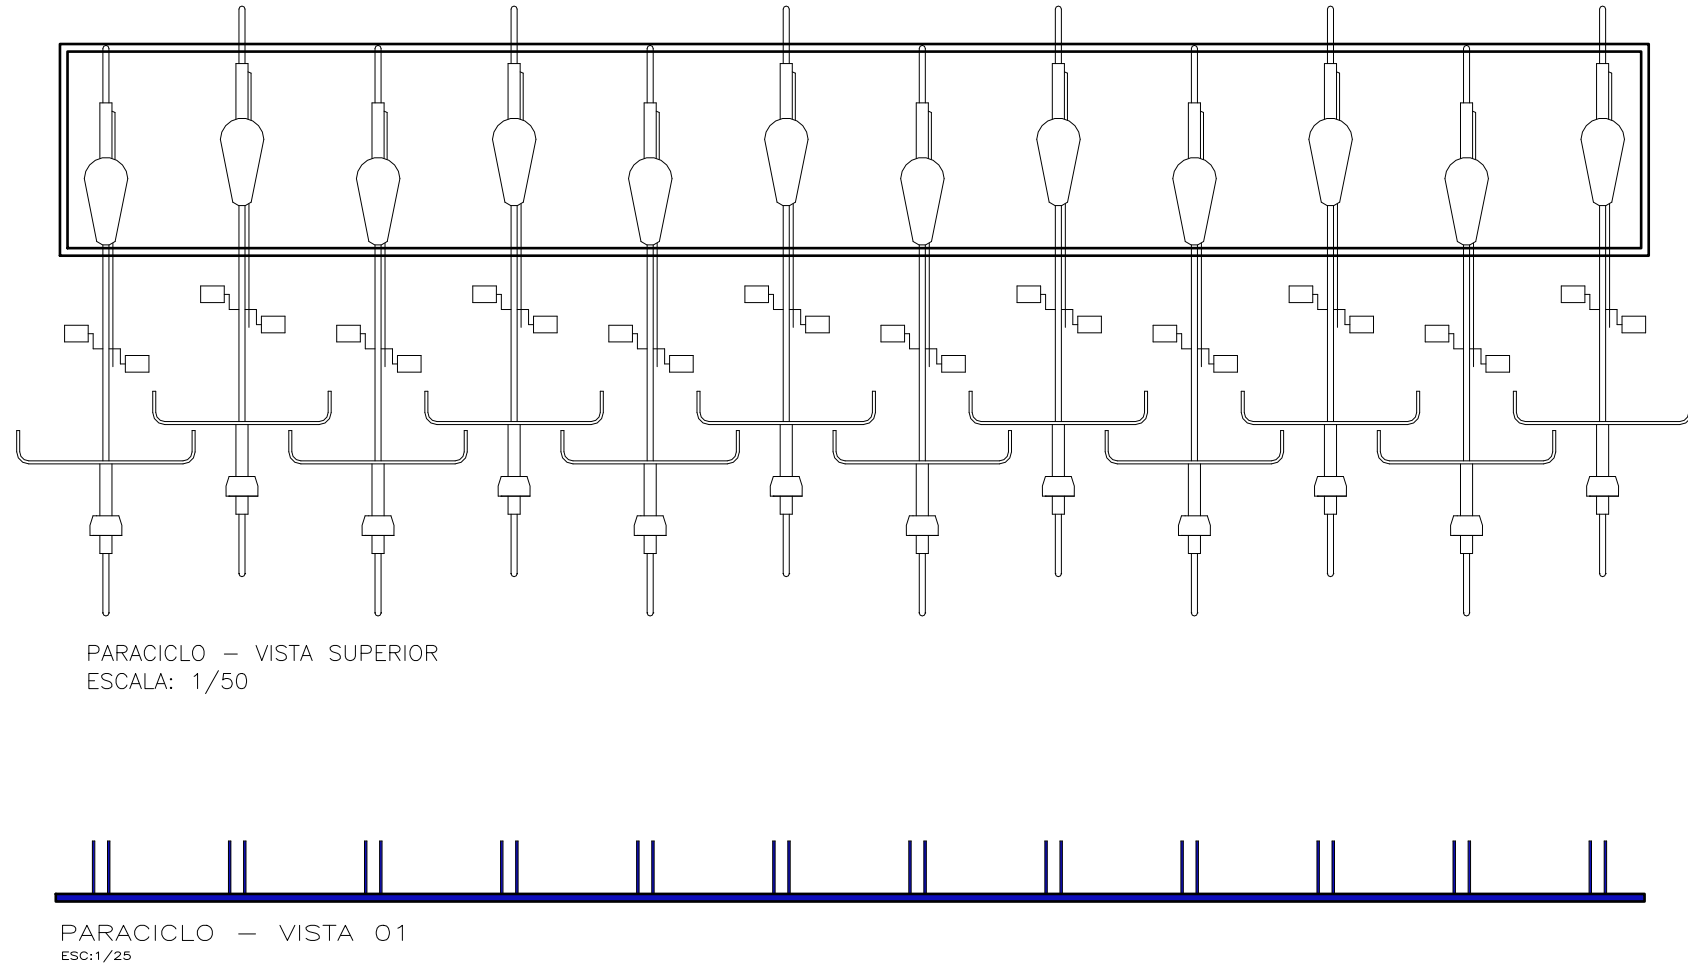 PARACICLO – VISTA SUPERIOR
ESCALA: 1/50
PARACICLO – VISTA 01
ESC:1/25